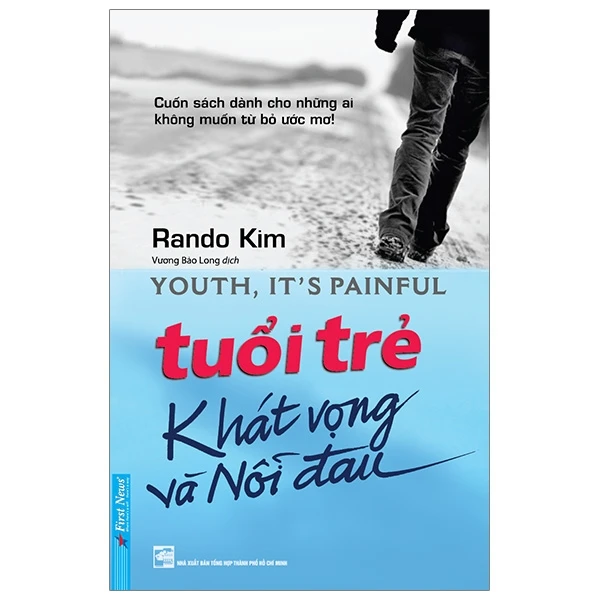 Cuốn sách dành cho những ai
không muốn từ bỏ ước mơ!
Rando Kim
Vương Bảo Long dịch
YOUTH, IT'S PAINFUL
tuổi trẻ
Khát vọng
và Nỗi đau
First News
NHÀ XUẤT BẢN TỔNG HỢP THÀNH PHỐ HỒ CHÍ MINH